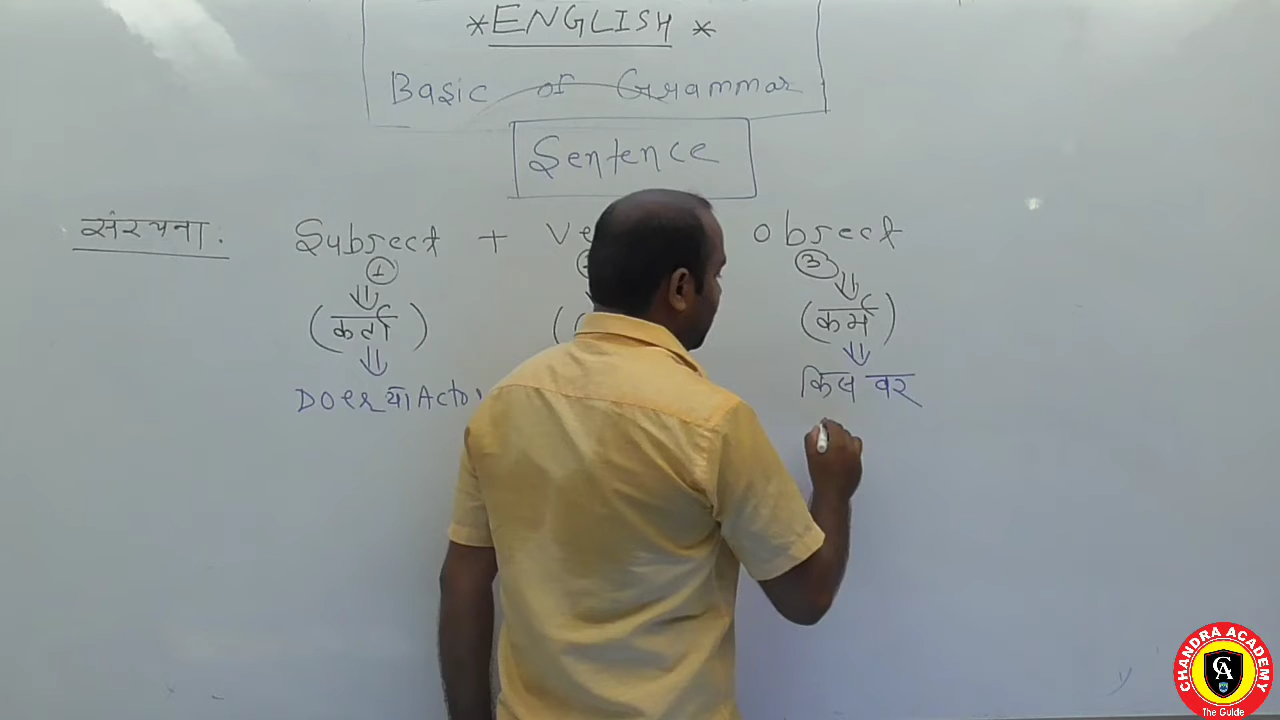 *ENGLISH*
Basic of Grammar
Sentence
संरचना. Subject + Ve object
① ③
(कर्ता) ( (कर्म)
Doer या Actor किस पर
CHANDRA ACADEMY
CA
The Guide